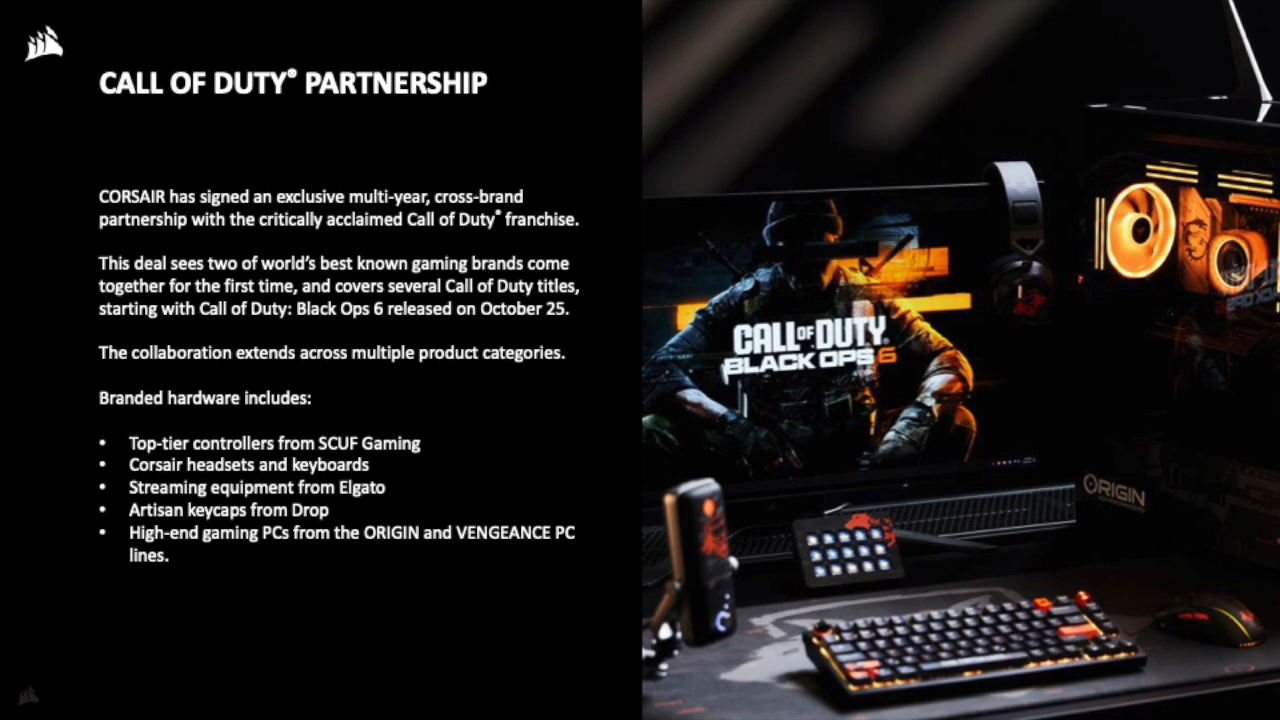 CALL OF DUTY® PARTNERSHIP
CORSAIR has signed an exclusive multi-year, cross-brand
partnership with the critically acclaimed Call of Duty® franchise.
This deal sees two of world's best known gaming brands come
together for the first time, and covers several Call of Duty titles,
starting with Call of Duty: Black Ops 6 released on October 25.
The collaboration extends across multiple product categories.
Branded hardware includes:
• Top-tier controllers from SCUF Gaming
• Corsair headsets and keyboards
• Streaming equipment from Elgato
• Artisan keycaps from Drop
• High-end gaming PCs from the ORIGIN and VENGEANCE PC
lines.
CALL OF DUTY®
BLACK OPS 6
ORIGIN